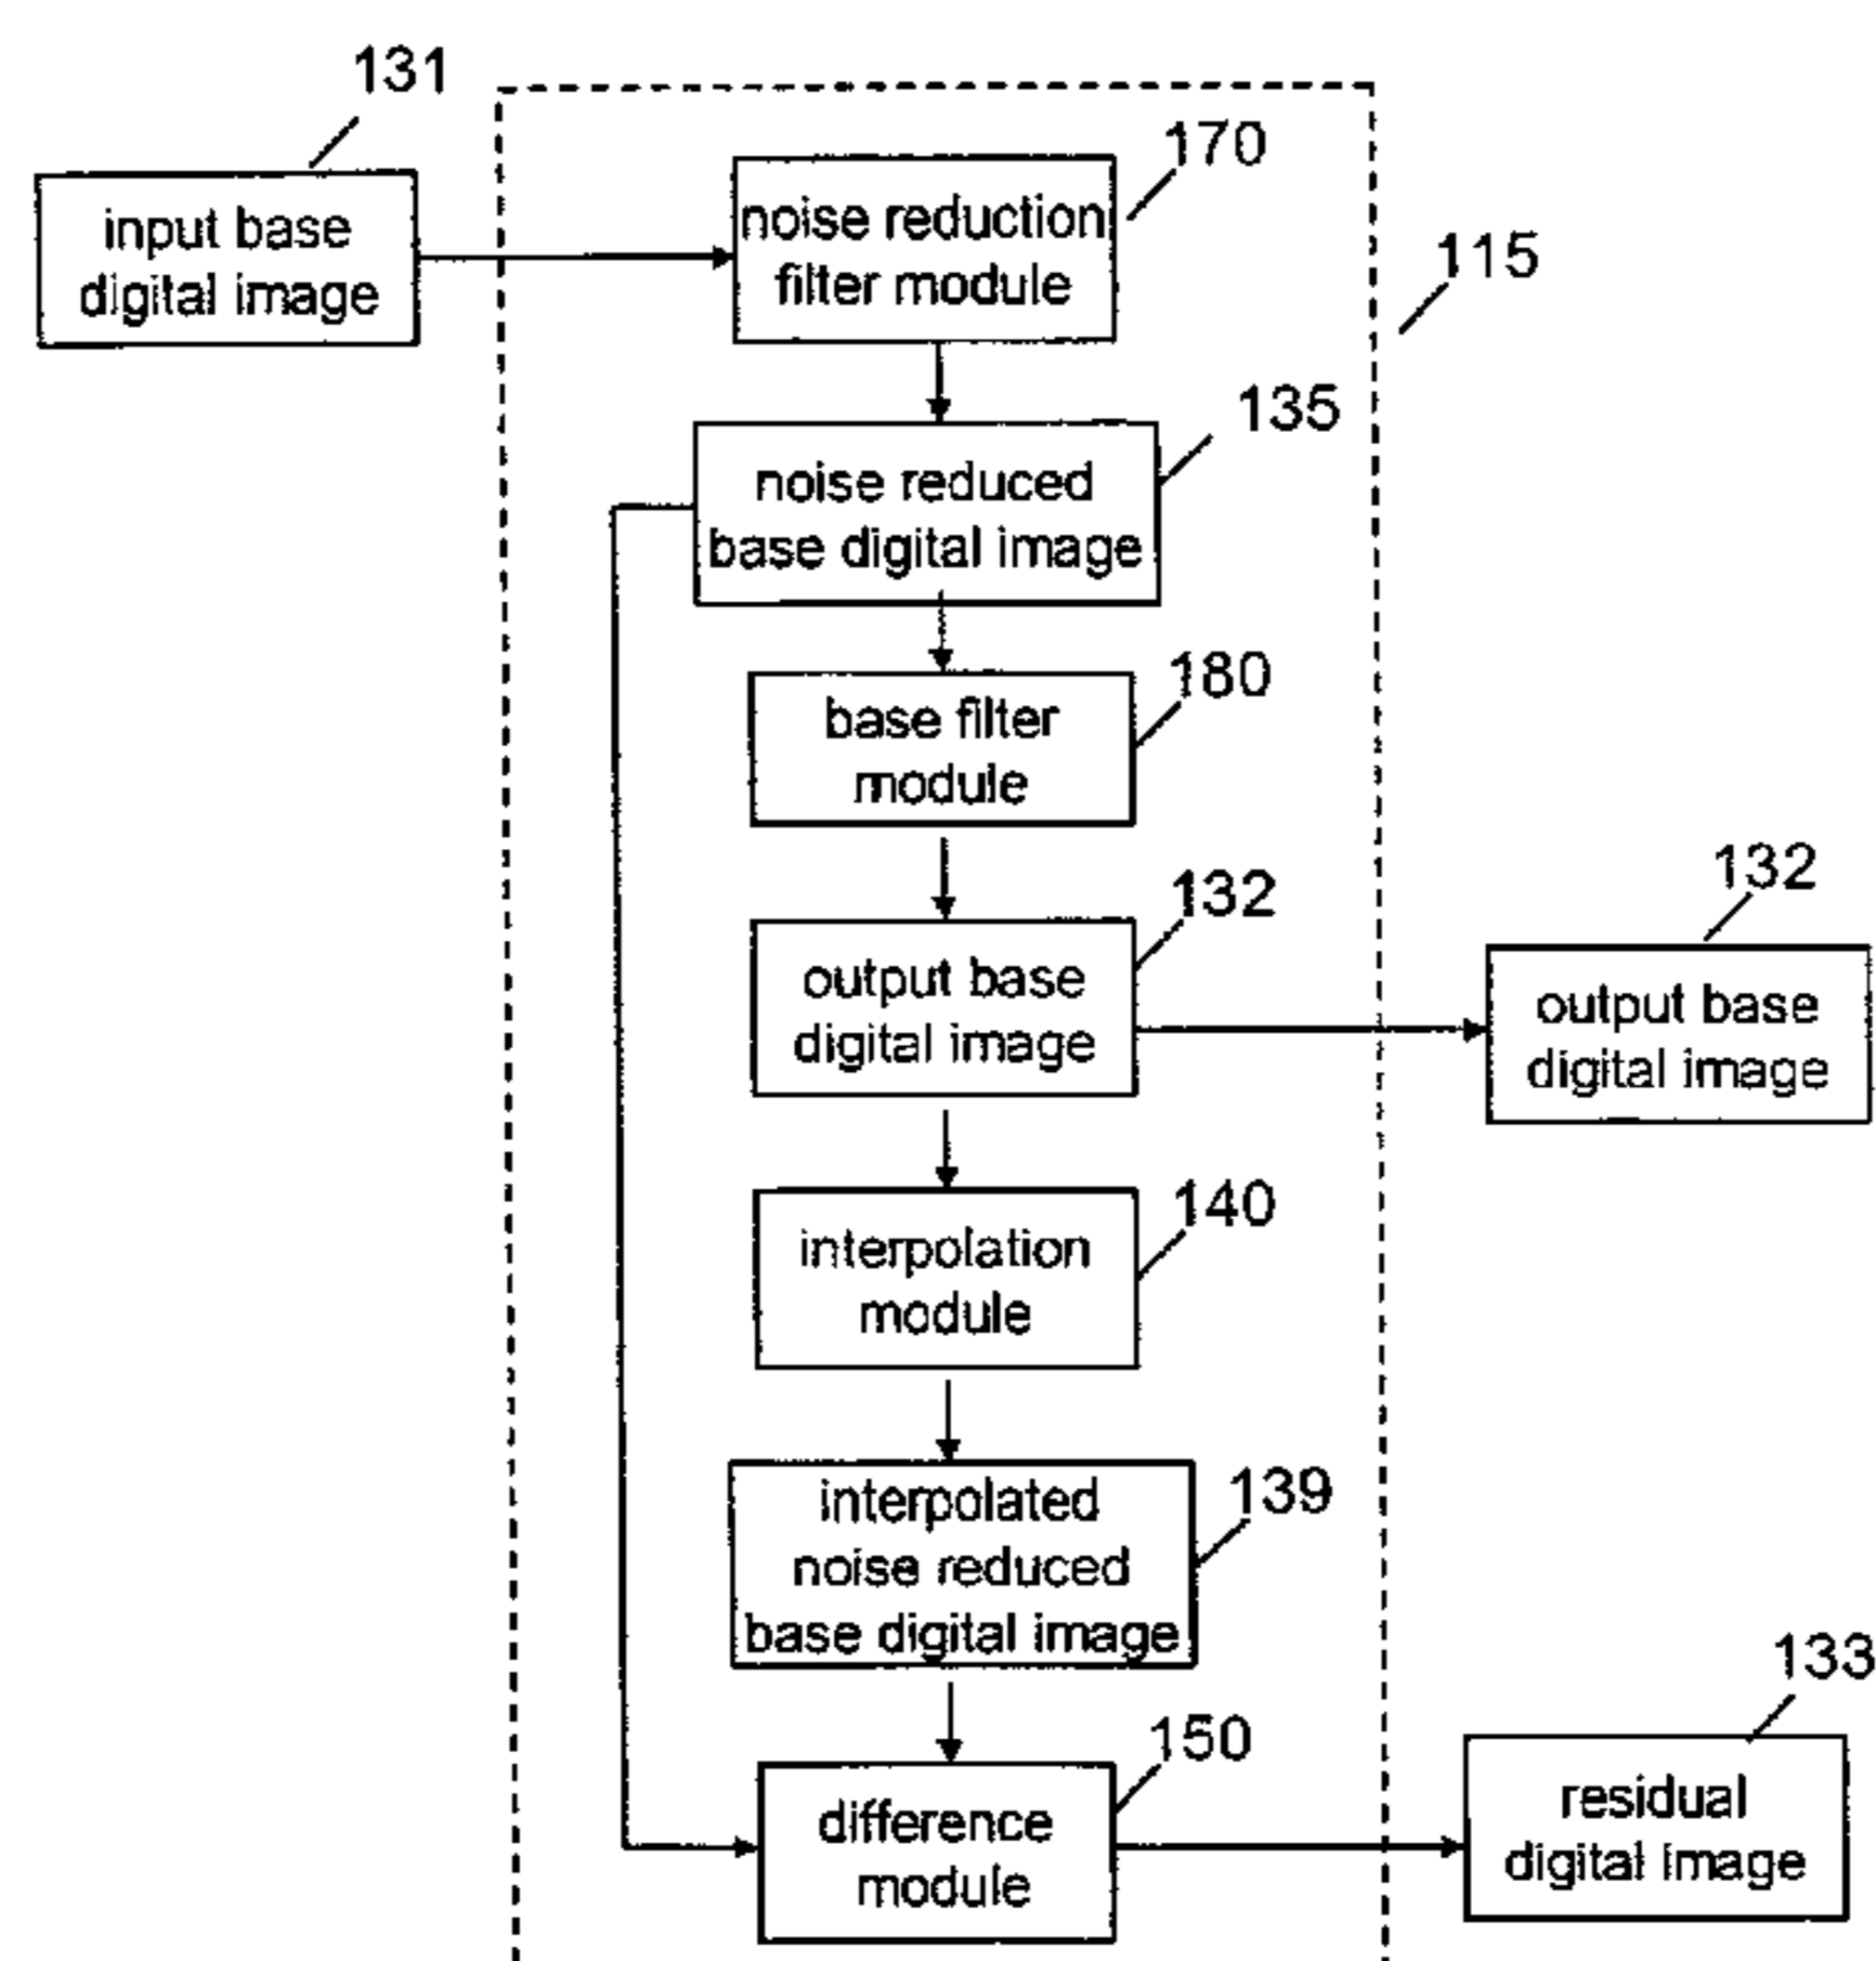 131
input base
digital image
170
noise reduction
filter module
115
135
noise reduced
base digital image
180
base filter
module
132
output base
digital image
132
output base
digital image
140
interpolation
module
139
interpolated
noise reduced
base digital image
150
difference
module
133
residual
digital image